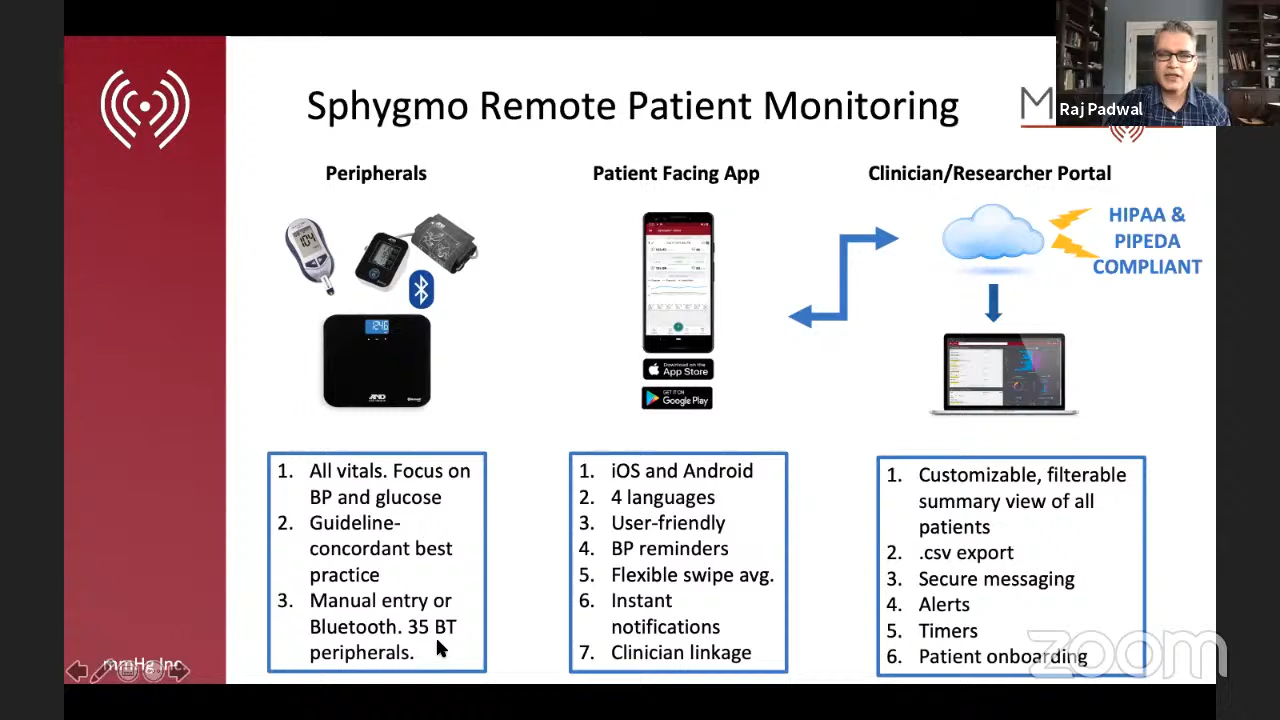 Sphygmo Remote Patient Monitoring
M
Raj Padwal
Peripherals
Patient Facing App
Clinician/Researcher Portal
HIPAA &
PIPEDA
COMPLIANT
104
1246
AND
Download on the
App Store
GET IT ON
Google Play
1. All vitals. Focus on
BP and glucose
2. Guideline-
concordant best
practice
3. Manual entry or
Bluetooth. 35 BT
peripherals.
1. iOS and Android
2. 4 languages
3. User-friendly
4. BP reminders
5. Flexible swipe avg.
6. Instant
notifications
7. Clinician linkage
1. Customizable, filterable
summary view of all
patients
2. .csv export
3. Secure messaging
4. Alerts
5. Timers
6. Patient onboarding
mmHg Inc.
zoom